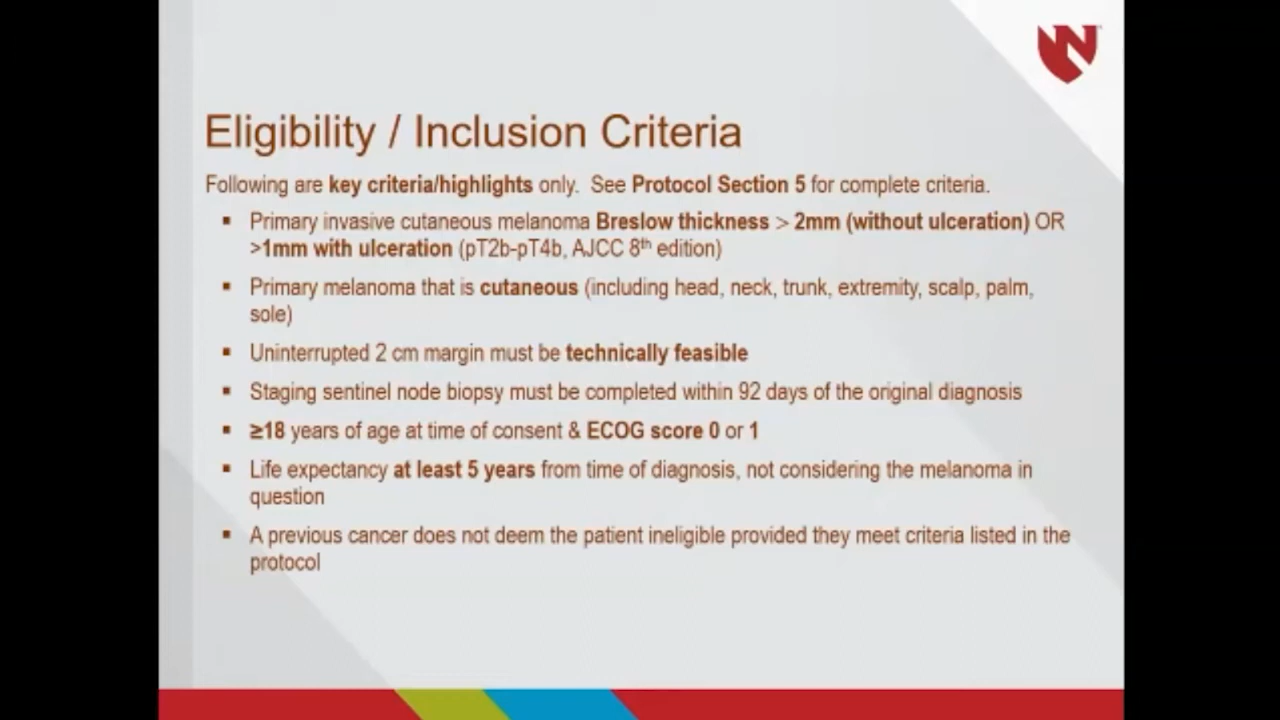 Eligibility / Inclusion Criteria
Following are key criteria/highlights only. See Protocol Section 5 for complete criteria.
▪ Primary invasive cutaneous melanoma Breslow thickness > 2mm (without ulceration) OR
>1mm with ulceration (pT2b-pT4b, AJCC 8th edition)
▪ Primary melanoma that is cutaneous (including head, neck, trunk, extremity, scalp, palm,
sole)
▪ Uninterrupted 2 cm margin must be technically feasible
▪ Staging sentinel node biopsy must be completed within 92 days of the original diagnosis
▪ ≥18 years of age at time of consent & ECOG score 0 or 1
▪ Life expectancy at least 5 years from time of diagnosis, not considering the melanoma in
question
▪ A previous cancer does not deem the patient ineligible provided they meet criteria listed in the
protocol